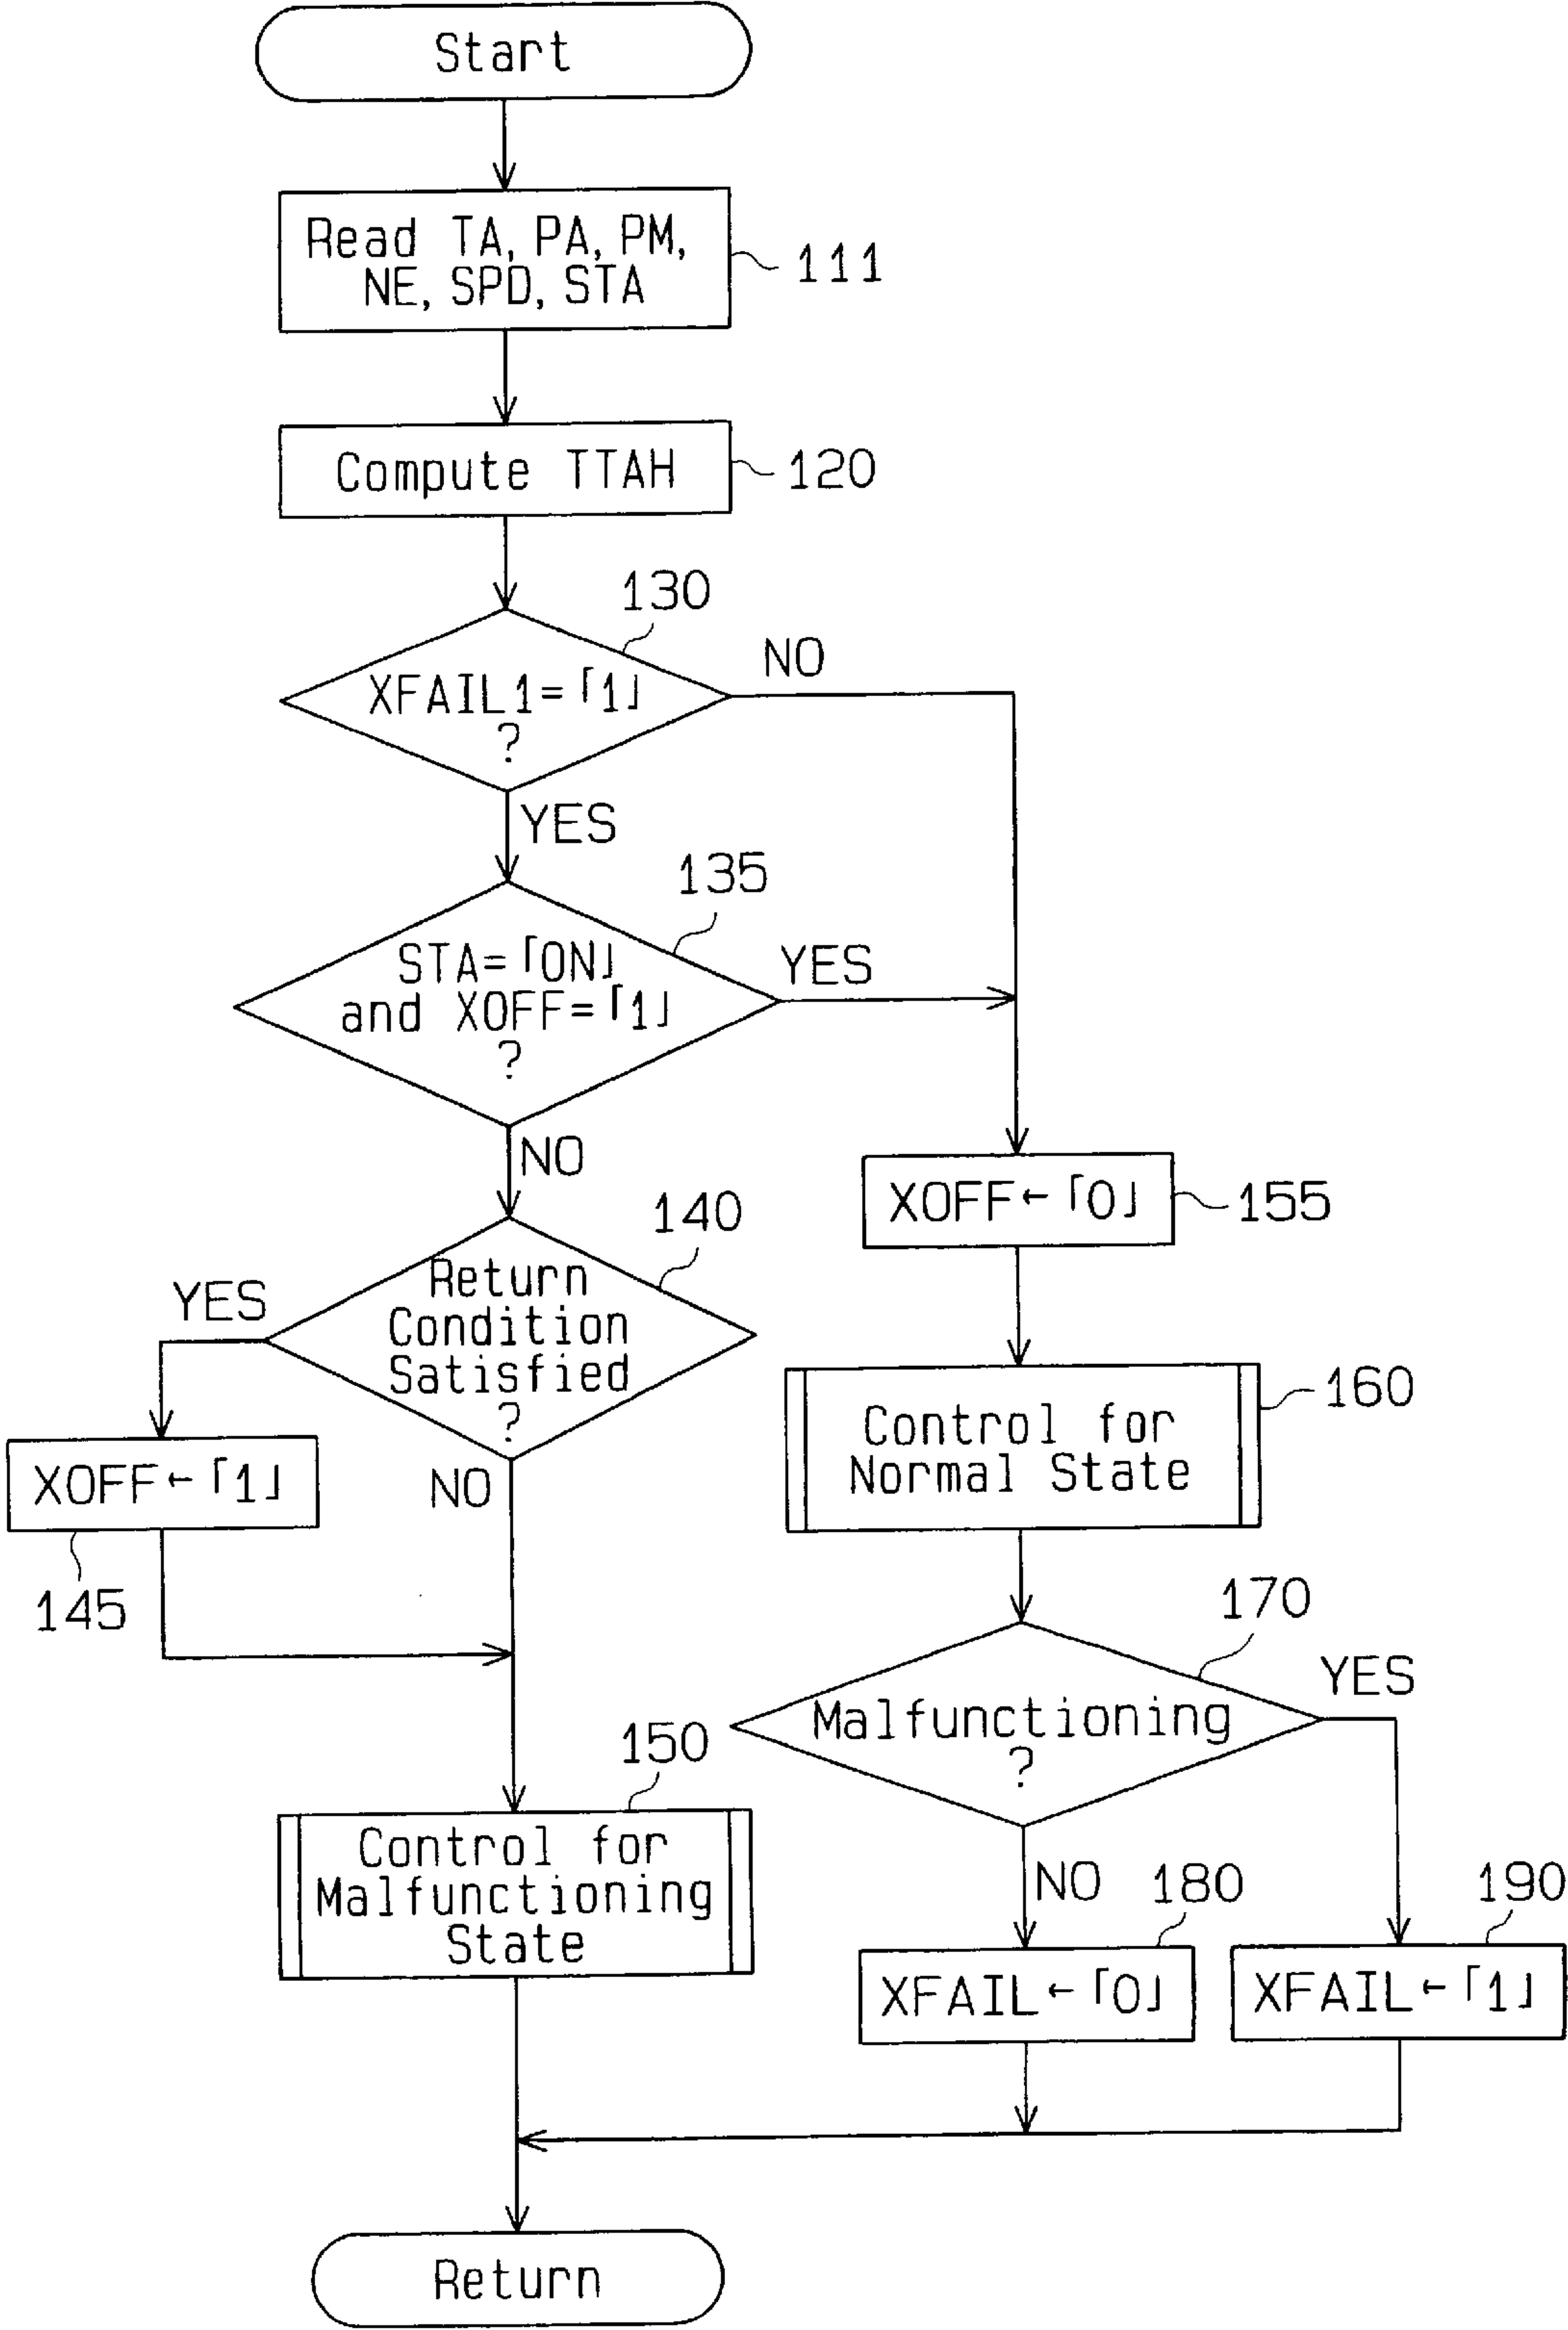 Start
Read TA, PA, PM,
NE, SPD, STA
111
Compute TTAH
120
130
XFAIL1=「1」
?
NO
YES
135
STA=「ON」
and XOFF=「1」
?
YES
NO
140
Return
Condition
Satisfied
?
YES
NO
XOFF←「1」
145
XOFF←「0」
155
Control for
Normal State
160
170
Malfunctioning
?
YES
NO
150
Control for
Malfunctioning
State
180
XFAIL←「0」
190
XFAIL←「1」
Return